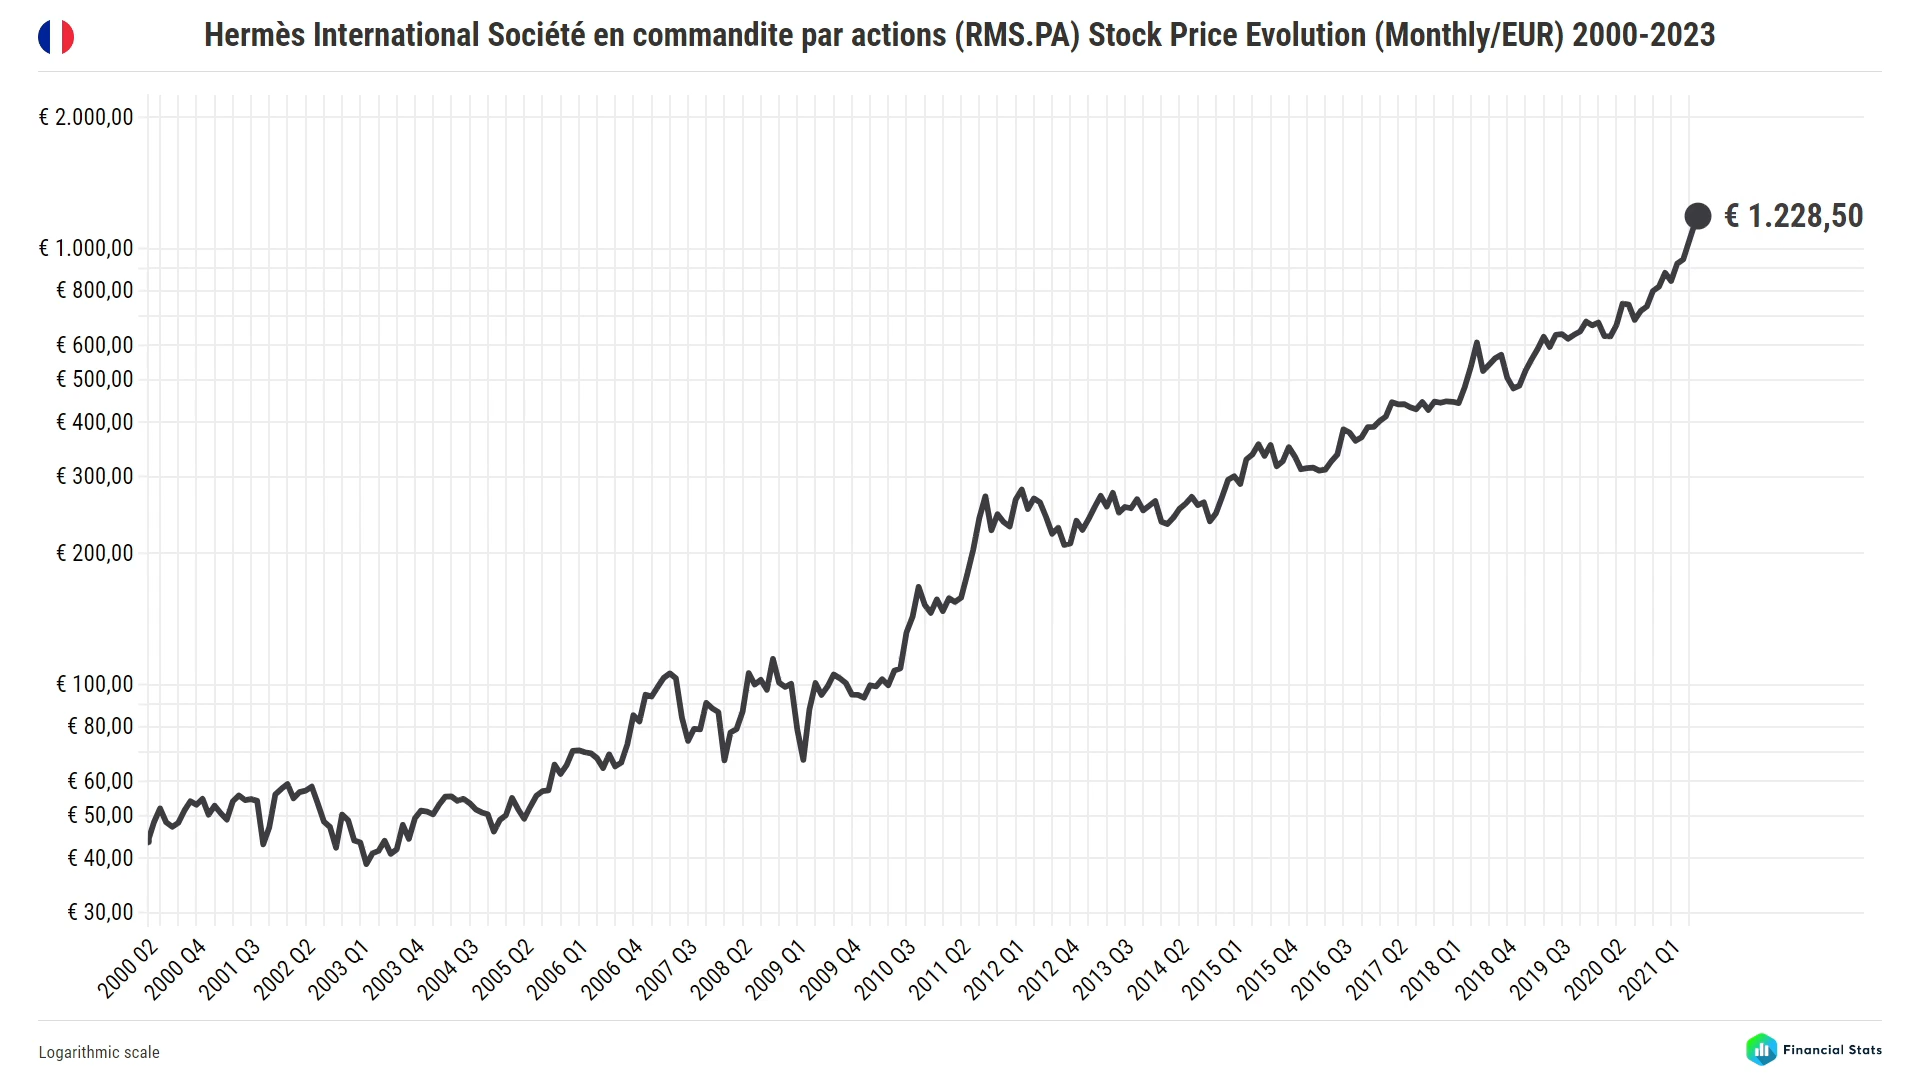 Hermès International Société en commandite par actions (RMS.PA) Stock Price Evolution (Monthly/EUR) 2000-2023
€ 2.000,00
€ 1.000,00
€ 800,00
€ 600,00
€ 500,00
€ 400,00
€ 300,00
€ 200,00
€ 100,00
€ 80,00
€ 60,00
€ 50,00
€ 40,00
€ 30,00
€ 1.228,50
2000 Q2
2000 Q4
2001 Q3
2002 Q2
2003 Q1
2003 Q4
2004 Q3
2005 Q2
2006 Q1
2006 Q4
2007 Q3
2008 Q2
2009 Q1
2009 Q4
2010 Q3
2011 Q2
2012 Q1
2012 Q4
2013 Q3
2014 Q2
2015 Q1
2015 Q4
2016 Q3
2017 Q2
2018 Q1
2018 Q4
2019 Q3
2020 Q2
2021 Q1
Logarithmic scale
Financial Stats